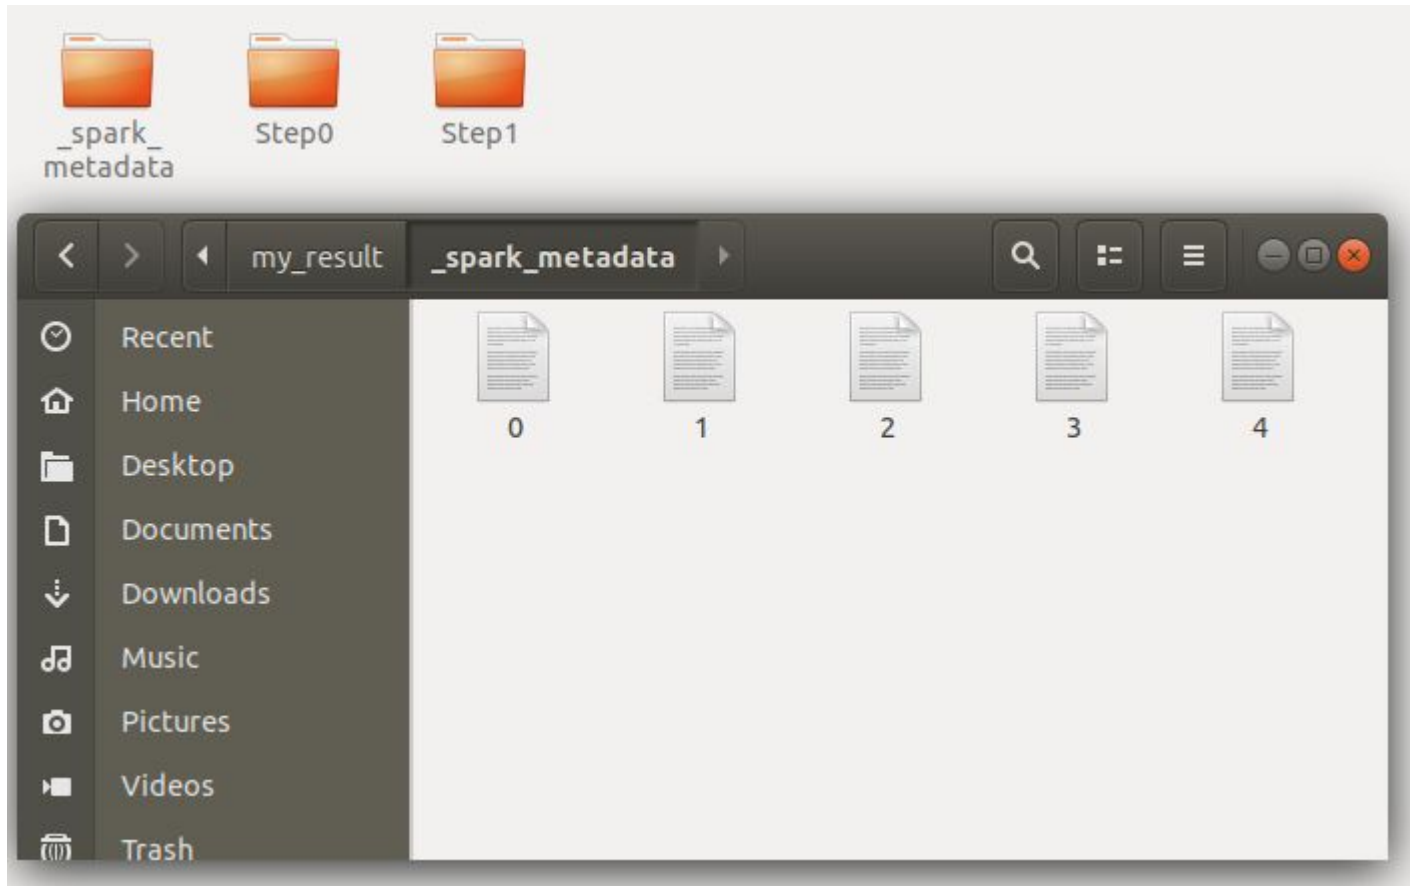 _spark_
metadata
Step0
Step1
my_result
_spark_metadata
Recent
Home
Desktop
Documents
Downloads
Music
Pictures
Videos
Trash
0
1
2
3
4